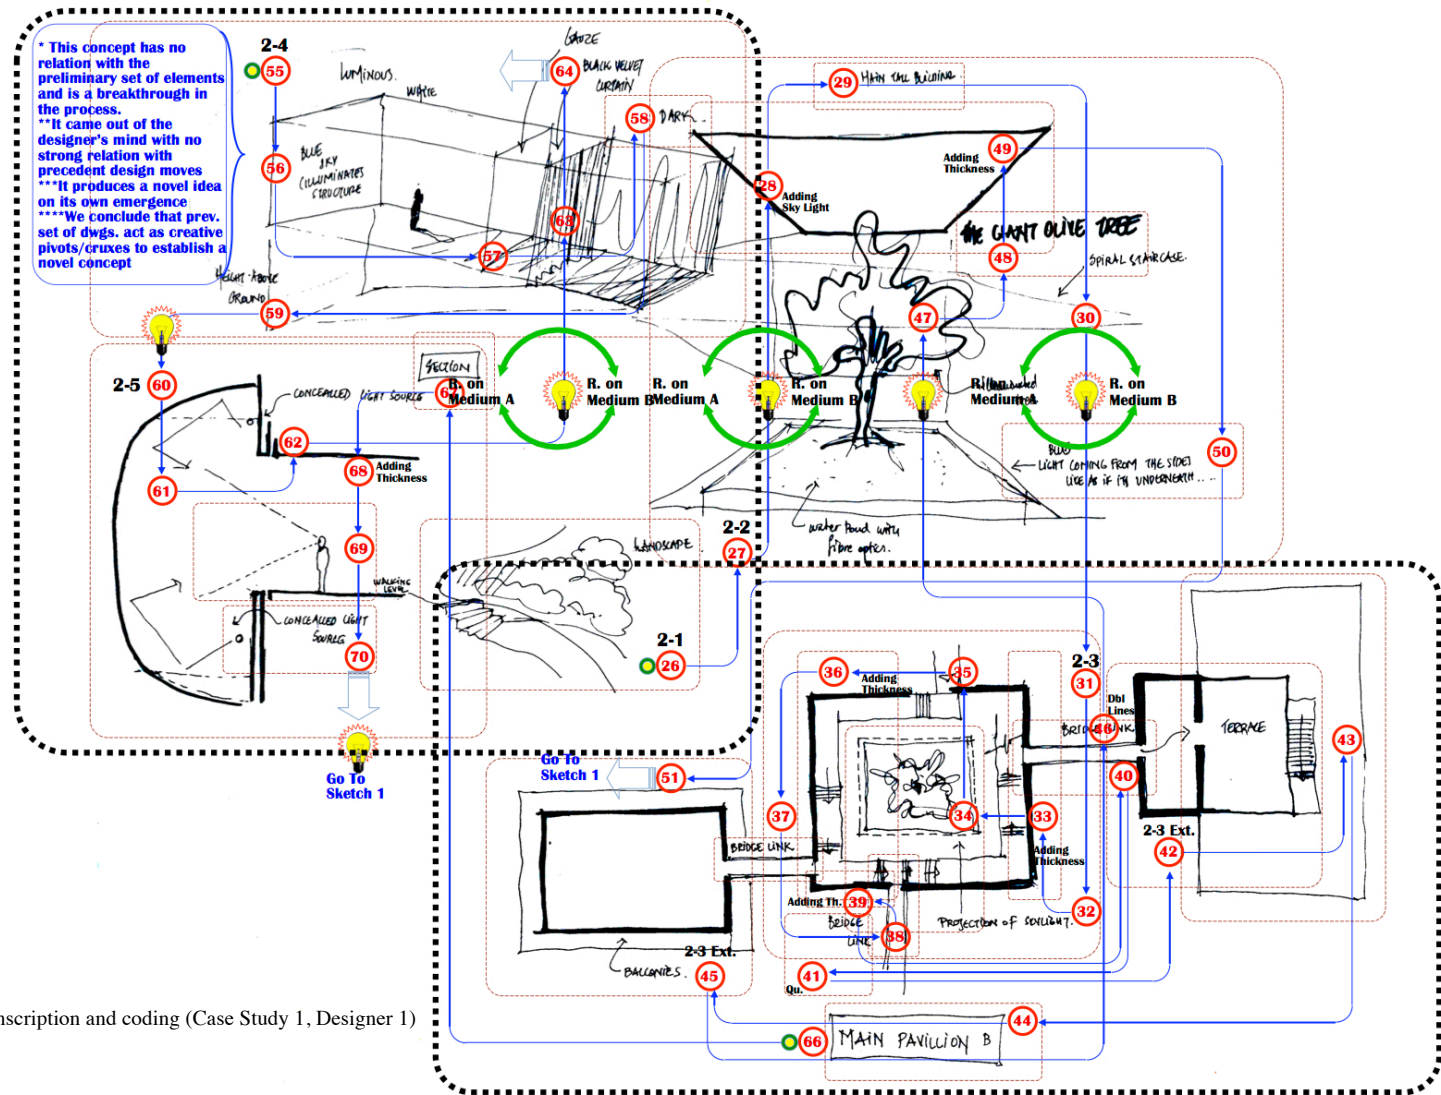 * This concept has no
relation with the
preliminary set of elements
and is a breakthrough in
the process.
**It came out of the
designer's mind with no
strong relation with
precedent design moves
***It produces a novel idea
on its own emergence
****We conclude that prev.
set of dwgs. act as creative
pivots/cruxes to establish a
novel concept
2-4
55
LUMINOUS.
WHITE
GAUZE
64
BLACK VELVET
CURTAIN
58
DARK.
29
MAIN TALL BUILDING.
56
BLUE
SKY
ILLUMINATES
STRUCTURE
28
Adding
Sky Light
49
Adding
Thickness
63
57
THE GIANT OLIVE TREE
48
SPIRAL STAIRCASE.
HEIGHT ABOVE
GROUND
59
47
30
2-5
60
SECTION
67
R. on
Medium A
R. on
Medium B
R. on
Medium A
R. on
Medium B
R. on
Medium A
R. on
Medium B
CONCEALLED LIGHT SOURCE
62
61
68
Adding
Thickness
50
BLUE
LIGHT COMING FROM THE SIDES
LIKE AS IF ITS UNDERNEATH....
water Pond with
fibre optics.
69
WALKING
LEVEL
LANDSCAPE.
2-2
27
CONCEALLED LIGHT
SOURCE
70
2-1
26
Go To
Sketch 1
36
Adding
Thickness
35
2-3
31
Dbl
Lines
46
BRIDGE LINK
TERRACE
43
40
Go To
Sketch 1
51
37
34
33
Adding
Thickness
2-3 Ext.
42
BRIDGE LINK
Adding Th.
39
BRIDGE
LINK
38
PROJECTION OF SKYLIGHT.
32
2-3 Ext.
45
BALCONIES.
41
Qu.
nscription and coding (Case Study 1, Designer 1)
66
MAIN PAVILLION B
44